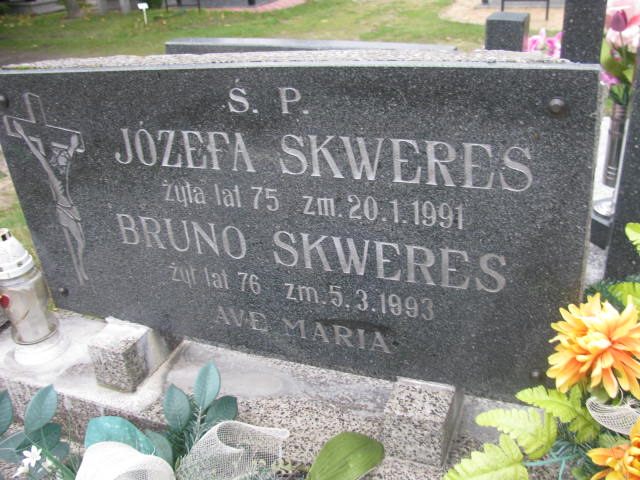 Ś. P.
JÓZEFA SKWERES
żyła lat 75 zm. 20.1.1991
BRUNO SKWERES
żył lat 76 zm. 5.3.1993
AVE MARIA